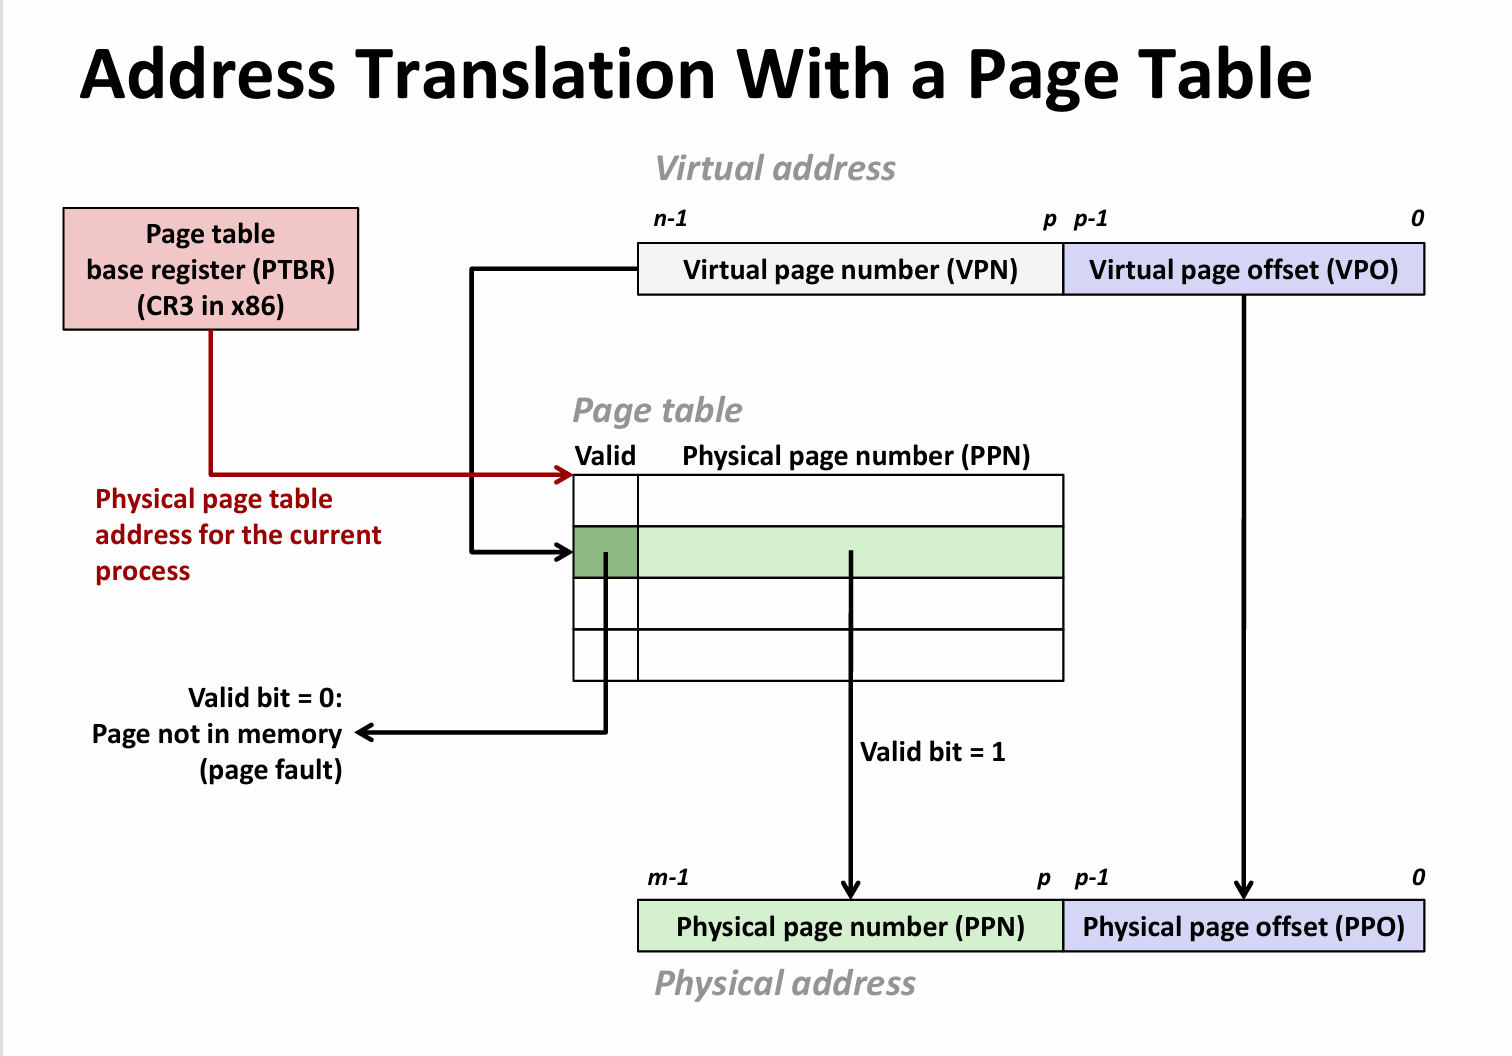 Address Translation With a Page Table
Virtual address
n-1 p p-1 0
Page table
base register (PTBR)
(CR3 in x86)
Virtual page number (VPN) Virtual page offset (VPO)
Page table
Valid Physical page number (PPN)
Physical page table
address for the current
process
Valid bit = 0:
Page not in memory
(page fault)
Valid bit = 1
m-1 p p-1 0
Physical page number (PPN) Physical page offset (PPO)
Physical address